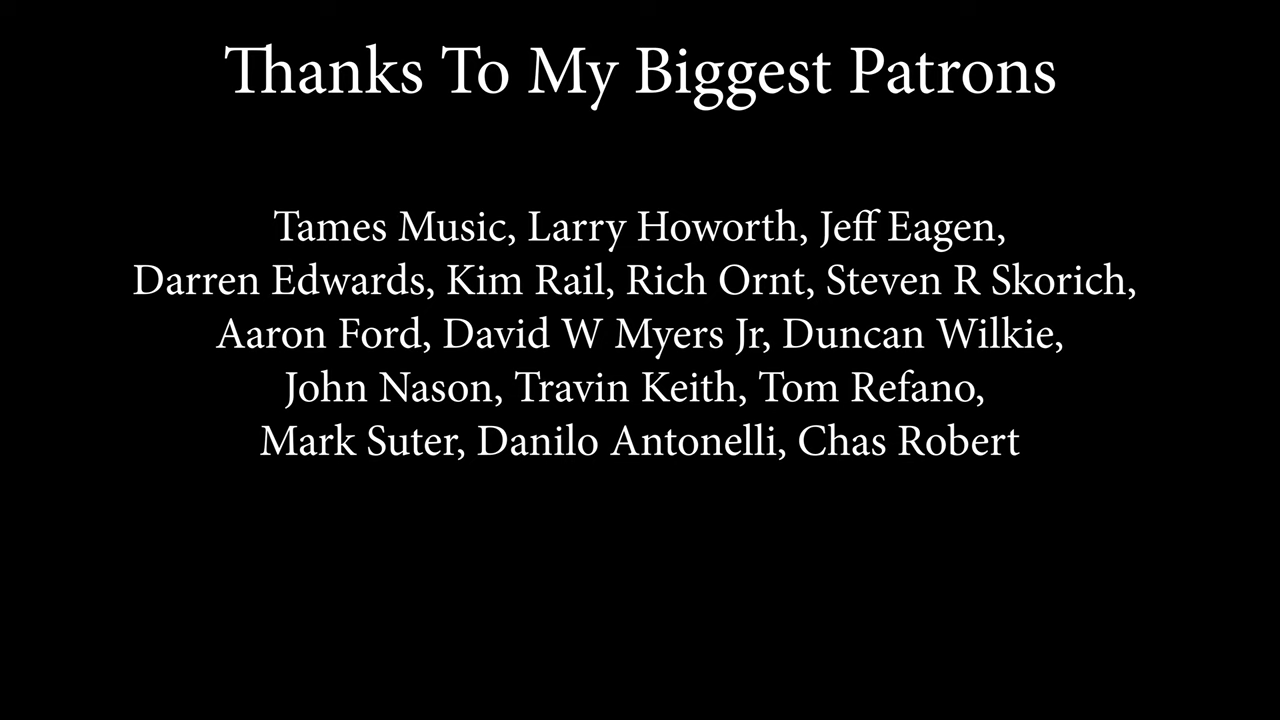 Thanks To My Biggest Patrons
Tames Music, Larry Howorth, Jeff Eagen,
Darren Edwards, Kim Rail, Rich Ornt, Steven R Skorich,
Aaron Ford, David W Myers Jr, Duncan Wilkie,
John Nason, Travin Keith, Tom Refano,
Mark Suter, Danilo Antonelli, Chas Robert